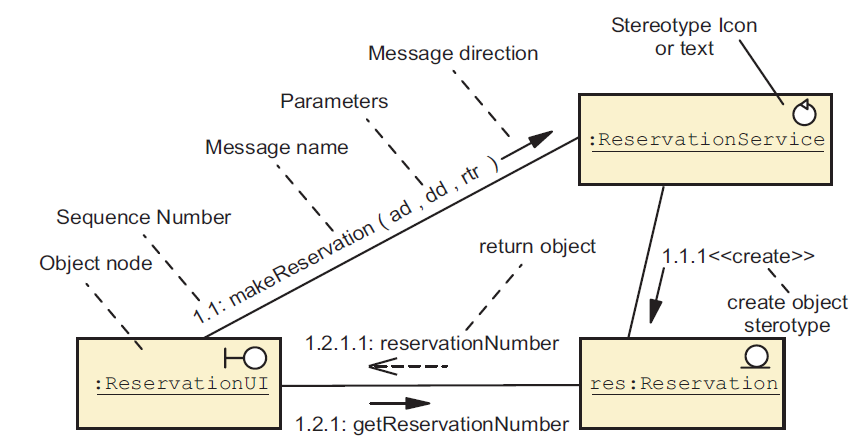 Stereotype Icon
or text
Message direction
Parameters
Message name
:ReservationService
Sequence Number
Object node
1.1: makeReservation ( ad , dd , rtr )
return object
1.1.1<<create>>
create object
sterotype
1.2.1.1: reservationNumber
:ReservationUI
res:Reservation
1.2.1: getReservationNumber